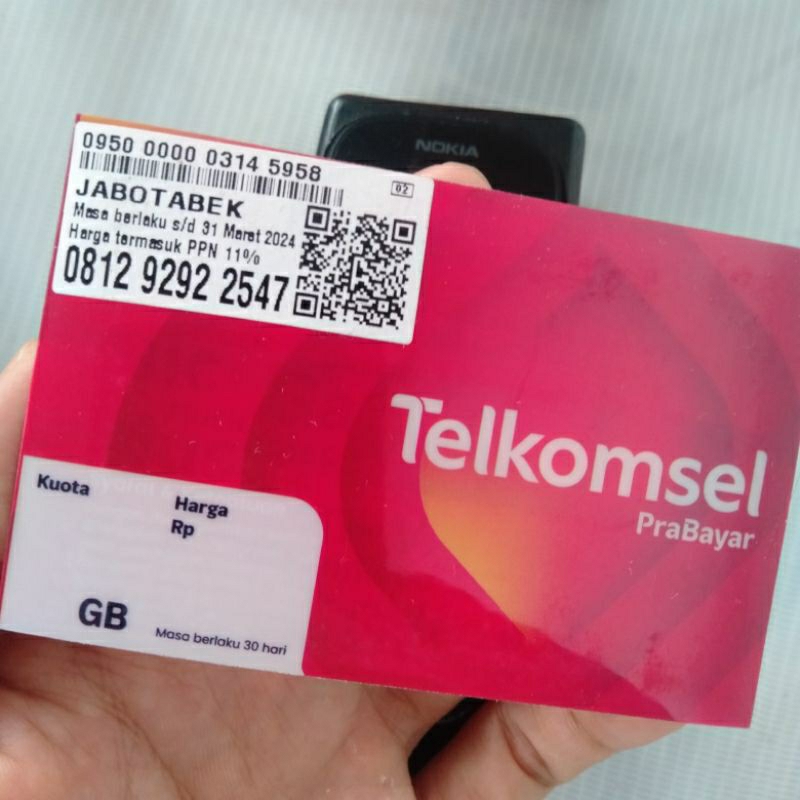 NOKIA
0950 0000 0314 5958
02
JABOTABEK
Masa berlaku s/d 31 Maret 2024
Harga termasuk PPN 11%
0812 9292 2547
Telkomsel
PraBayar
Kuota
Harga
Rp
GB
Masa berlaku 30 hari